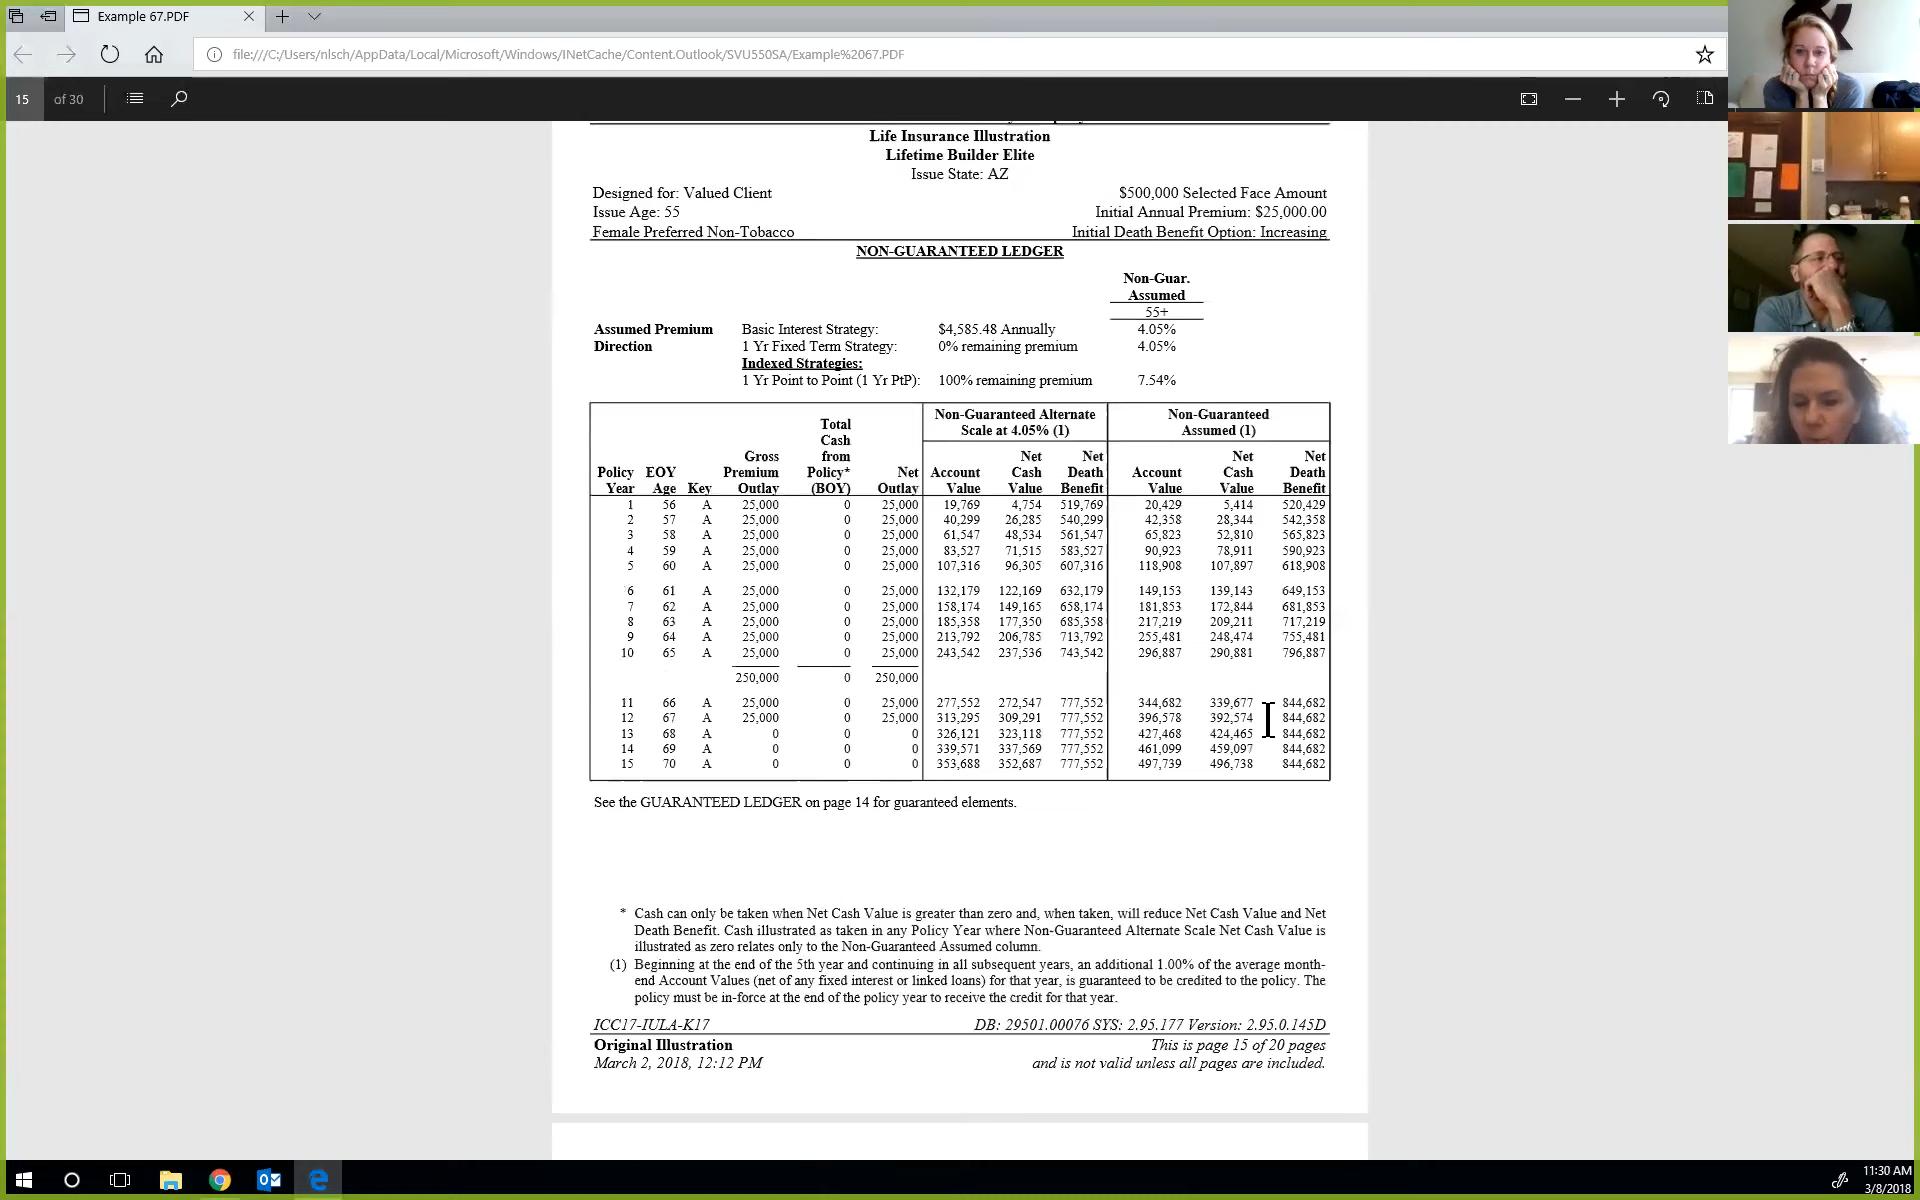 Example 67.PDF
file:///C:/Users/nlsch/AppData/Local/Microsoft/Windows/INetCache/Content.Outlook/SVU550SA/Example%2067.PDF
15 of 30
Life Insurance Illustration
Lifetime Builder Elite
Issue State: AZ
Designed for: Valued Client $500,000 Selected Face Amount
Issue Age: 55 Initial Annual Premium: $25,000.00
Female Preferred Non-Tobacco Initial Death Benefit Option: Increasing
NON-GUARANTEED LEDGER
Non-Guar.
Assumed
55+
Assumed Premium Basic Interest Strategy: $4,585.48 Annually 4.05%
Direction 1 Yr Fixed Term Strategy: 0% remaining premium 4.05%
Indexed Strategies:
1 Yr Point to Point (1 Yr PtP): 100% remaining premium 7.54%
Non-Guaranteed Alternate Non-Guaranteed
Total Scale at 4.05% (1) Assumed (1)
Cash
Gross from Net Net Net Net
Policy EOY Premium Policy* Net Account Cash Death Account Cash Death
Year Age Key Outlay (BOY) Outlay Value Value Benefit Value Value Benefit
1 56 A 25,000 0 25,000 19,769 4,754 519,769 20,429 5,414 520,429
2 57 A 25,000 0 25,000 40,299 26,285 540,299 42,358 28,344 542,358
3 58 A 25,000 0 25,000 61,547 48,534 561,547 65,823 52,810 565,823
4 59 A 25,000 0 25,000 83,527 71,515 583,527 90,923 78,911 590,923
5 60 A 25,000 0 25,000 107,316 96,305 607,316 118,908 107,897 618,908
6 61 A 25,000 0 25,000 132,179 122,169 632,179 149,153 139,143 649,153
7 62 A 25,000 0 25,000 158,174 149,165 658,174 181,853 172,844 681,853
8 63 A 25,000 0 25,000 185,358 177,350 685,358 217,219 209,211 717,219
9 64 A 25,000 0 25,000 213,792 206,785 713,792 255,481 248,474 755,481
10 65 A 25,000 0 25,000 243,542 237,536 743,542 296,887 290,881 796,887
250,000 0 250,000
11 66 A 25,000 0 25,000 277,552 272,547 777,552 344,682 339,677 844,682
12 67 A 25,000 0 25,000 313,295 309,291 777,552 396,578 392,574 844,682
13 68 A 0 0 0 326,121 323,118 777,552 427,468 424,465 844,682
14 69 A 0 0 0 339,571 337,569 777,552 461,099 459,097 844,682
15 70 A 0 0 0 353,688 352,687 777,552 497,739 496,738 844,682
See the GUARANTEED LEDGER on page 14 for guaranteed elements.
* Cash can only be taken when Net Cash Value is greater than zero and, when taken, will reduce Net Cash Value and Net
Death Benefit. Cash illustrated as taken in any Policy Year where Non-Guaranteed Alternate Scale Net Cash Value is
illustrated as zero relates only to the Non-Guaranteed Assumed column.
(1) Beginning at the end of the 5th year and continuing in all subsequent years, an additional 1.00% of the average month-
end Account Values (net of any fixed interest or linked loans) for that year, is guaranteed to be credited to the policy. The
policy must be in-force at the end of the policy year to receive the credit for that year.
ICC17-IULA-K17 DB: 29501.00076 SYS: 2.95.177 Version: 2.95.0.145D
Original Illustration This is page 15 of 20 pages
March 2, 2018, 12:12 PM and is not valid unless all pages are included.
11:30 AM
3/8/2018